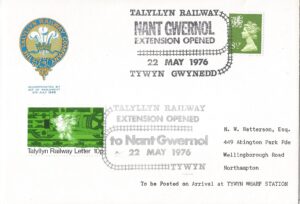 TALYLLYN RAILWAY
NANT GWERNOL
EXTENSION OPENED
22 MAY 1976
TYWYN GWYNEDD
TALYLLYN RAILWAY
EXTENSION OPENED
to Nant Gwernol
22 MAY 1976
TYWYN
Talyllyn Railway Letter 10p
H. W. Batterson, Esq.
449 Abington Park Pde
Wellingborough Road
Northampton
To be Posted on Arrival at TYWYN WHARF STATION